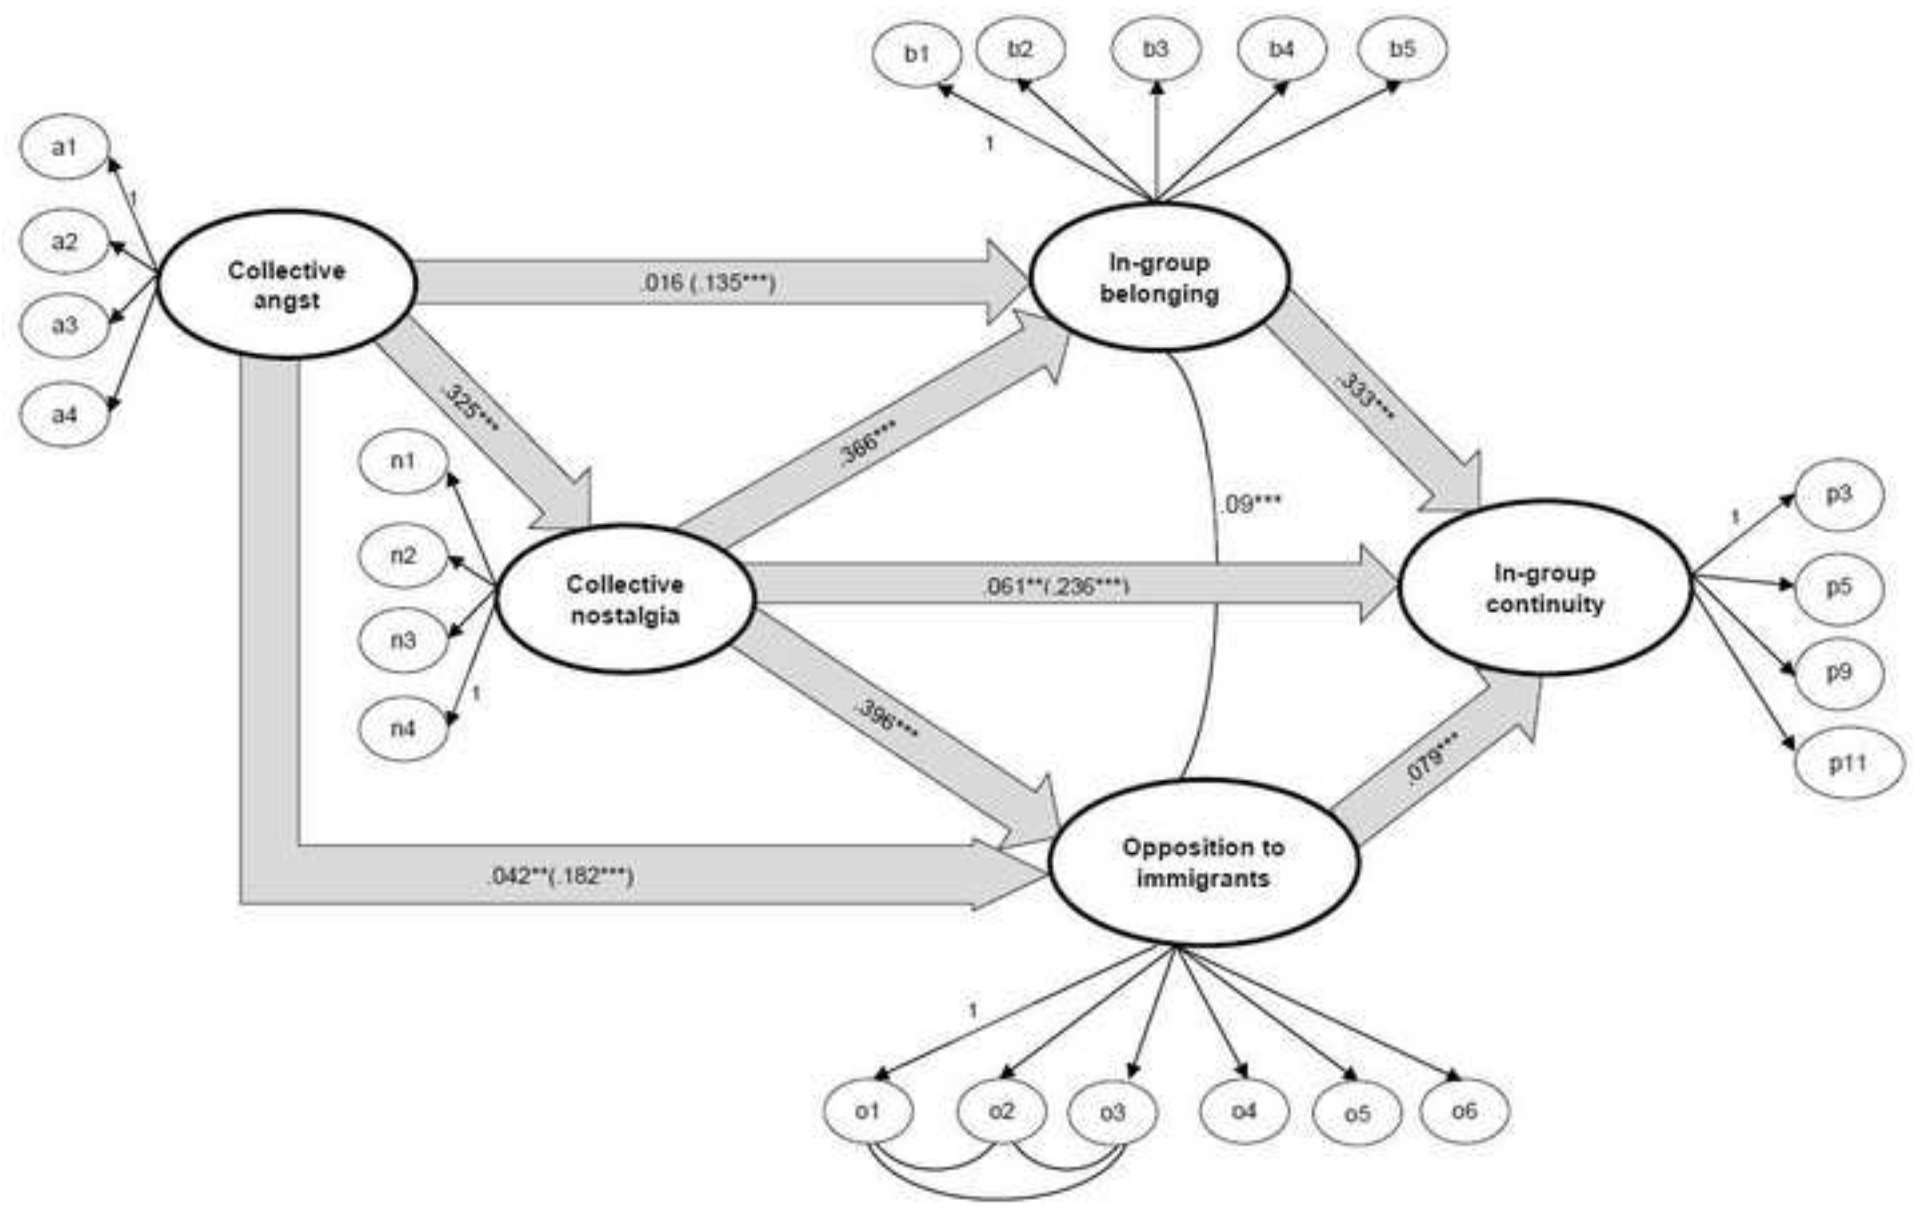 b1
b2
b3
b4
b5
1
a1
1
a2
a3
a4
Collective
angst
.016 (.135***)
In-group
belonging
.325***
.366***
.333***
n1
n2
n3
n4
1
Collective
nostalgia
.09***
.061**(.236***)
In-group
continuity
1
p3
p5
p9
p11
.396***
.079***
.042**(.182***)
Opposition to
immigrants
1
o1
o2
o3
o4
o5
o6